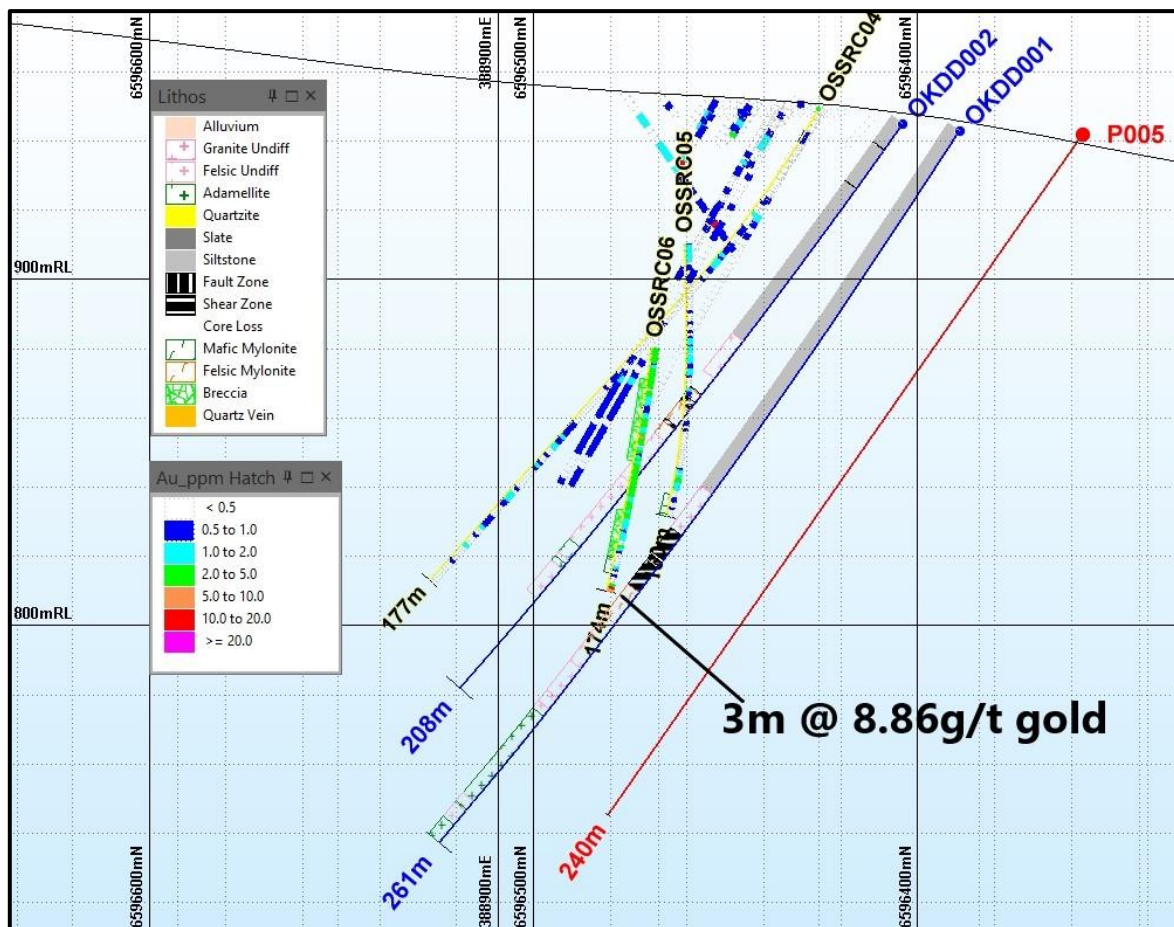 6596600mN
388900mE
6596500mN
6596400mN
OSSRC04
OKDD002
OKDD001
P005
Lithos
Alluvium
Granite Undiff
Felsic Undiff
Adamellite
Quartzite
Slate
Siltstone
Fault Zone
Shear Zone
Core Loss
Mafic Mylonite
Felsic Mylonite
Breccia
Quartz Vein
OSSRC05
OSSRC06
900mRL
Au_ppm Hatch
< 0.5
0.5 to 1.0
1.0 to 2.0
2.0 to 5.0
5.0 to 10.0
10.0 to 20.0
>= 20.0
177m
174m
800mRL
3m @ 8.86g/t gold
208m
261m
240m
6596600mN
388900mE
6596500mN
6596400mN